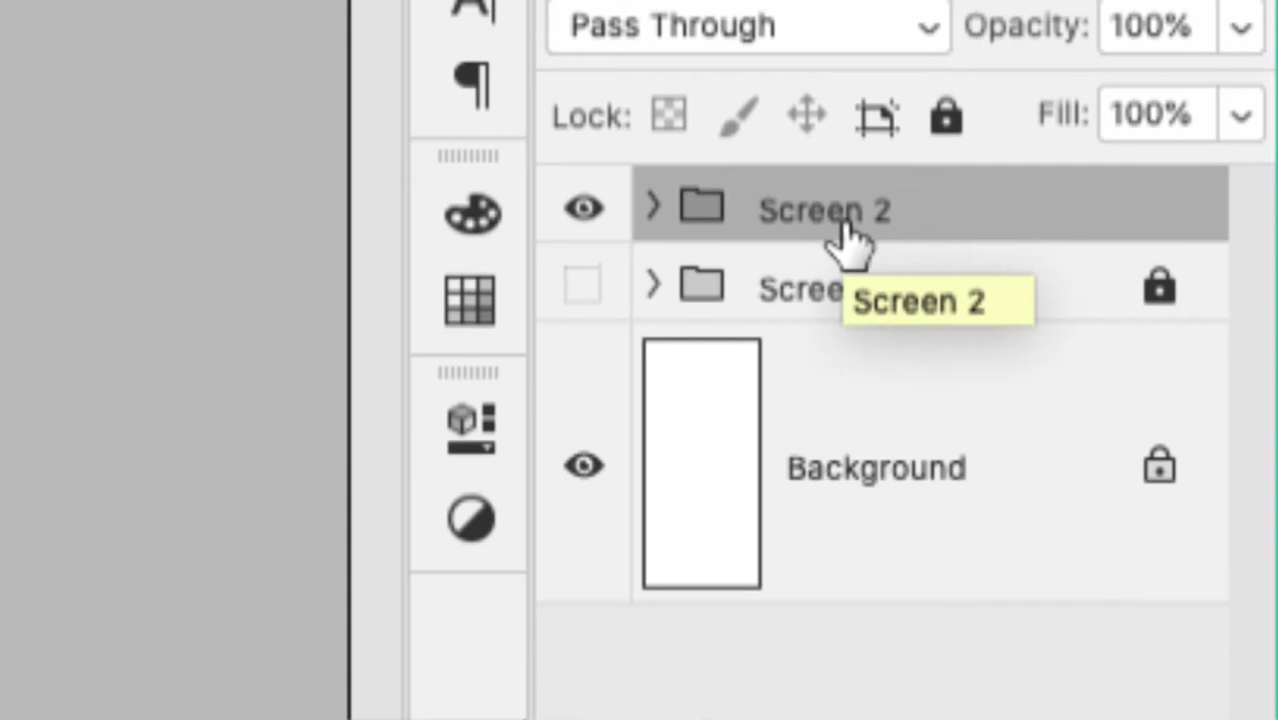 Pass Through Opacity: 100%
Lock: Fill: 100%
Screen 2
Scree
Screen 2
Background